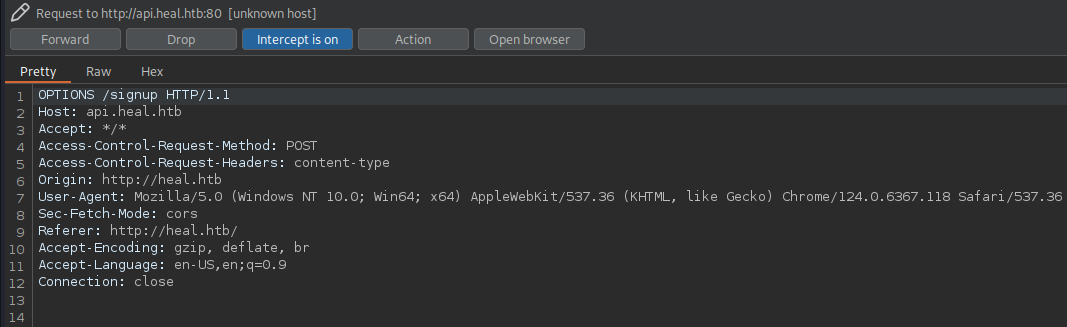 Request to http://api.heal.htb:80 [unknown host]
Forward Drop Intercept is on Action Open browser
Pretty Raw Hex
1 OPTIONS /signup HTTP/1.1
2 Host: api.heal.htb
3 Accept: */*
4 Access-Control-Request-Method: POST
5 Access-Control-Request-Headers: content-type
6 Origin: http://heal.htb
7 User-Agent: Mozilla/5.0 (Windows NT 10.0; Win64; x64) AppleWebKit/537.36 (KHTML, like Gecko) Chrome/124.0.6367.118 Safari/537.36
8 Sec-Fetch-Mode: cors
9 Referer: http://heal.htb/
10 Accept-Encoding: gzip, deflate, br
11 Accept-Language: en-US,en;q=0.9
12 Connection: close
13
14